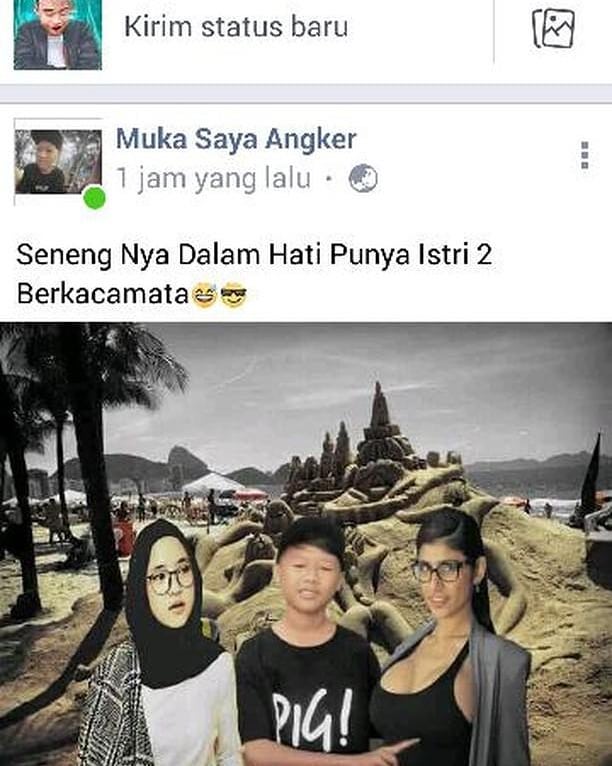 Kirim status baru
Muka Saya Angker
1 jam yang lalu ·
Seneng Nya Dalam Hati Punya Istri 2
Berkacamata😅😎
PIG!